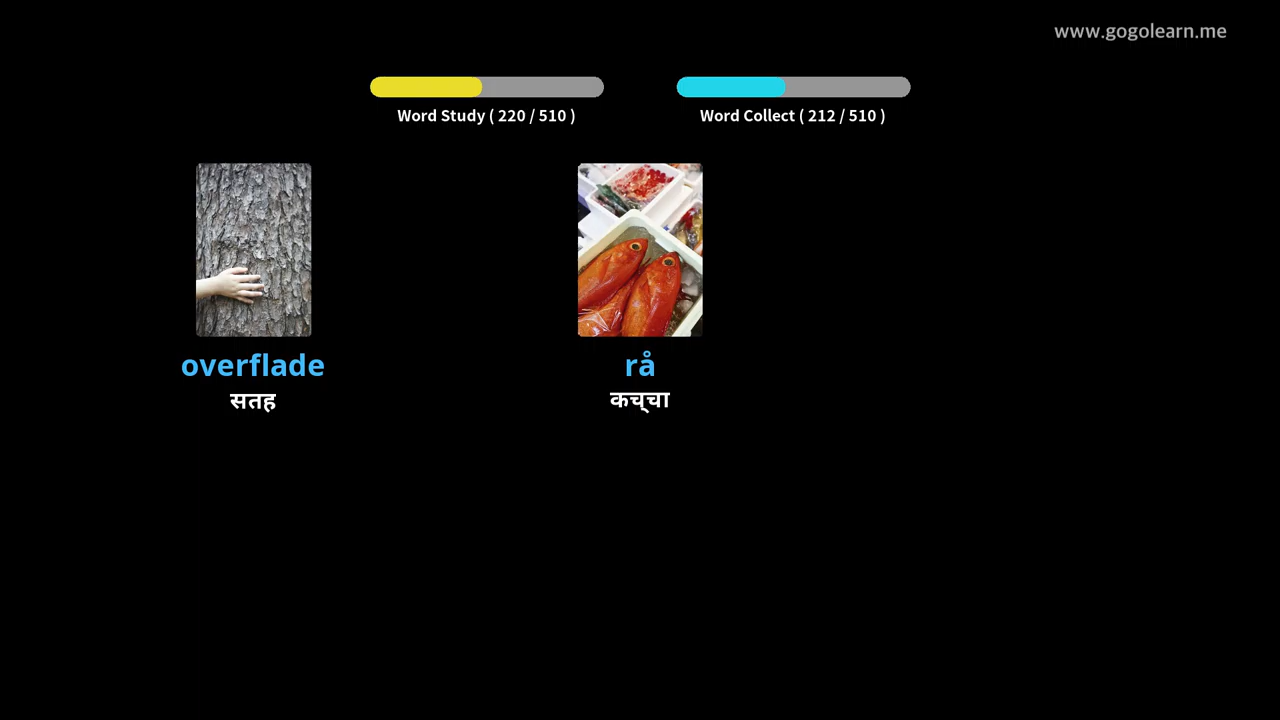 www.gogolearn.me
Word Study ( 220 / 510 )
Word Collect ( 212 / 510 )
overflade
सतह
rå
कच्चा